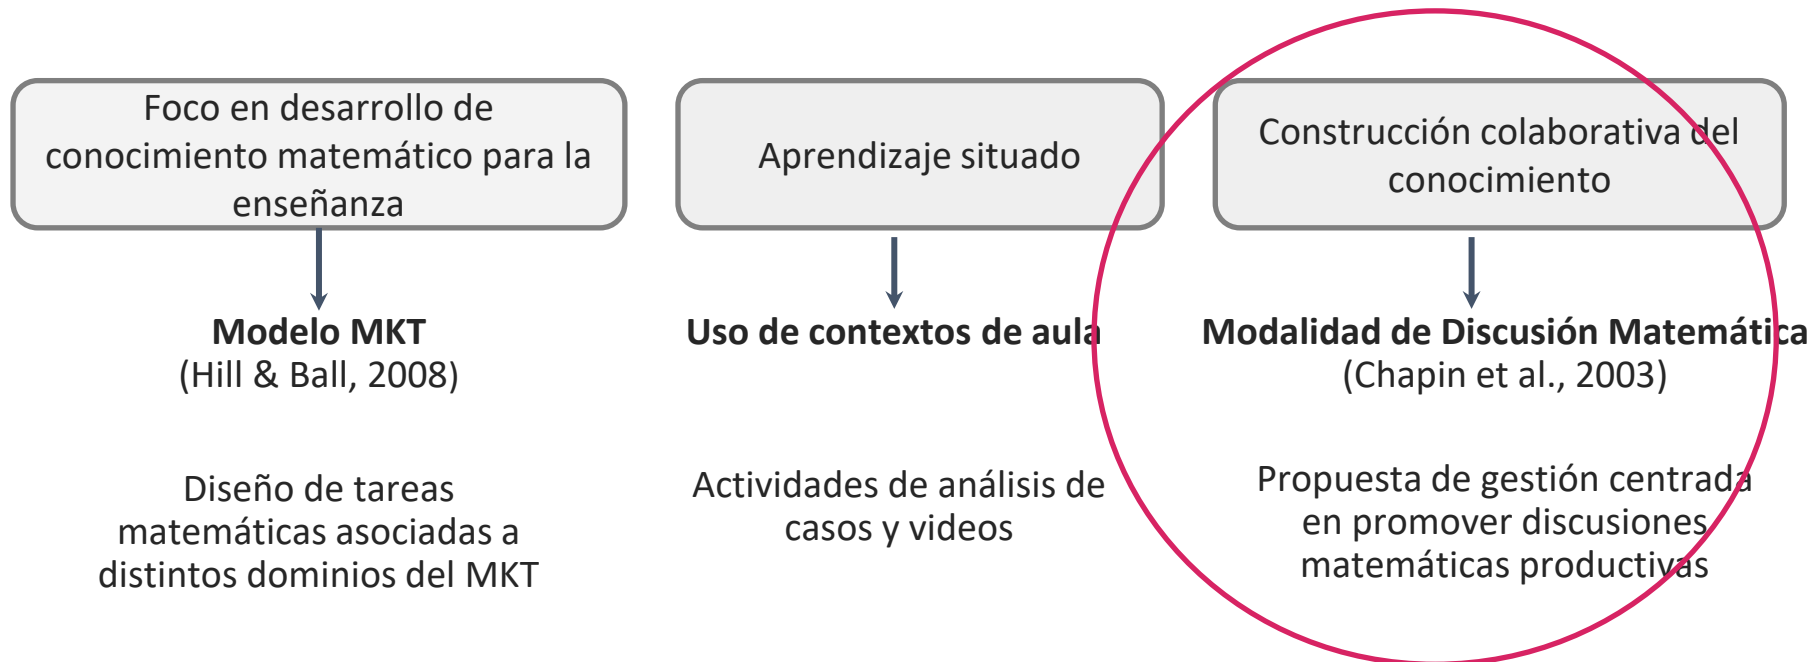 Foco en desarrollo de
conocimiento matemático para la
enseñanza
Aprendizaje situado
Construcción colaborativa del
conocimiento
Modelo MKT
(Hill & Ball, 2008)
Uso de contextos de aula
Modalidad de Discusión Matemática
(Chapin et al., 2003)
Diseño de tareas
matemáticas asociadas a
distintos dominios del MKT
Actividades de análisis de
casos y videos
Propuesta de gestión centrada
en promover discusiones
matemáticas productivas